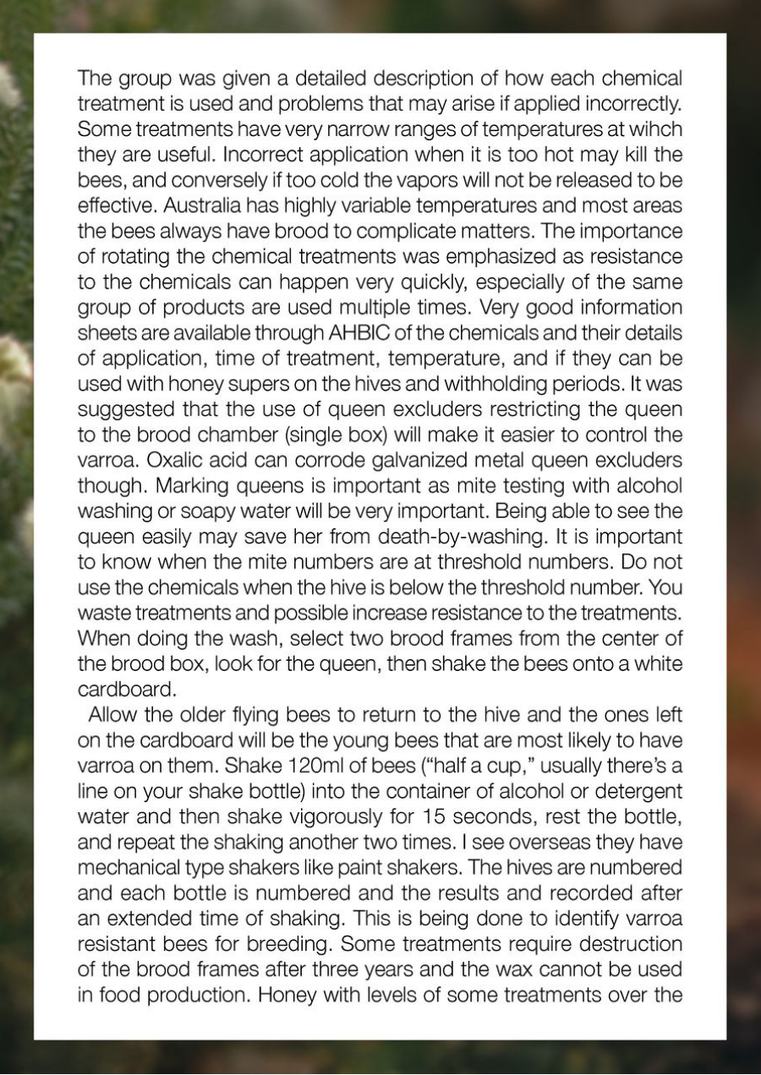 The group was given a detailed description of how each chemical
treatment is used and problems that may arise if applied incorrectly.
Some treatments have very narrow ranges of temperatures at wihch
they are useful. Incorrect application when it is too hot may kill the
bees, and conversely if too cold the vapors will not be released to be
effective. Australia has highly variable temperatures and most areas
the bees always have brood to complicate matters. The importance
of rotating the chemical treatments was emphasized as resistance
to the chemicals can happen very quickly, especially of the same
group of products are used multiple times. Very good information
sheets are available through AHBIC of the chemicals and their details
of application, time of treatment, temperature, and if they can be
used with honey supers on the hives and withholding periods. It was
suggested that the use of queen excluders restricting the queen
to the brood chamber (single box) will make it easier to control the
varroa. Oxalic acid can corrode galvanized metal queen excluders
though. Marking queens is important as mite testing with alcohol
washing or soapy water will be very important. Being able to see the
queen easily may save her from death-by-washing. It is important
to know when the mite numbers are at threshold numbers. Do not
use the chemicals when the hive is below the threshold number. You
waste treatments and possible increase resistance to the treatments.
When doing the wash, select two brood frames from the center of
the brood box, look for the queen, then shake the bees onto a white
cardboard.
Allow the older flying bees to return to the hive and the ones left
on the cardboard will be the young bees that are most likely to have
varroa on them. Shake 120ml of bees (“half a cup,” usually there’s a
line on your shake bottle) into the container of alcohol or detergent
water and then shake vigorously for 15 seconds, rest the bottle,
and repeat the shaking another two times. I see overseas they have
mechanical type shakers like paint shakers. The hives are numbered
and each bottle is numbered and the results and recorded after
an extended time of shaking. This is being done to identify varroa
resistant bees for breeding. Some treatments require destruction
of the brood frames after three years and the wax cannot be used
in food production. Honey with levels of some treatments over the